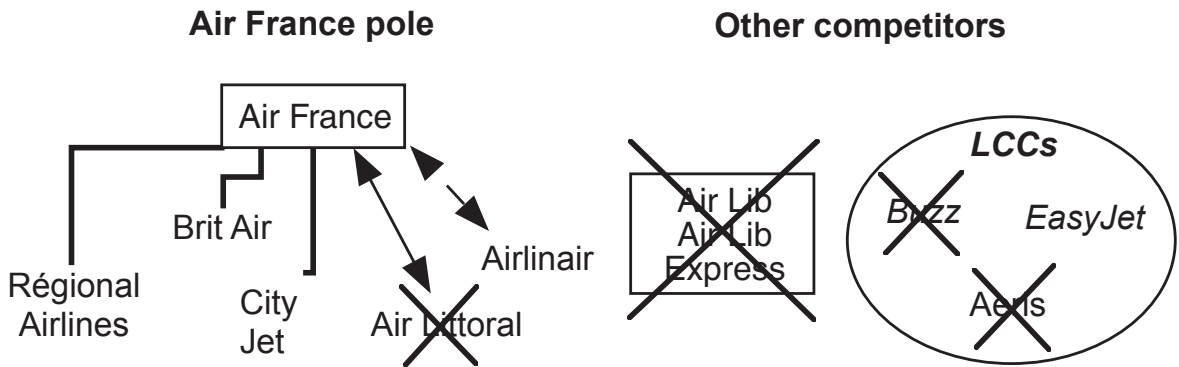 Air France pole
Other competitors
Air France
Régional
Airlines
Brit Air
City
Jet
Air Littoral
Airlinair
Air Lib
Air Lib
Express
LCCs
Buzz
EasyJet
Aeris